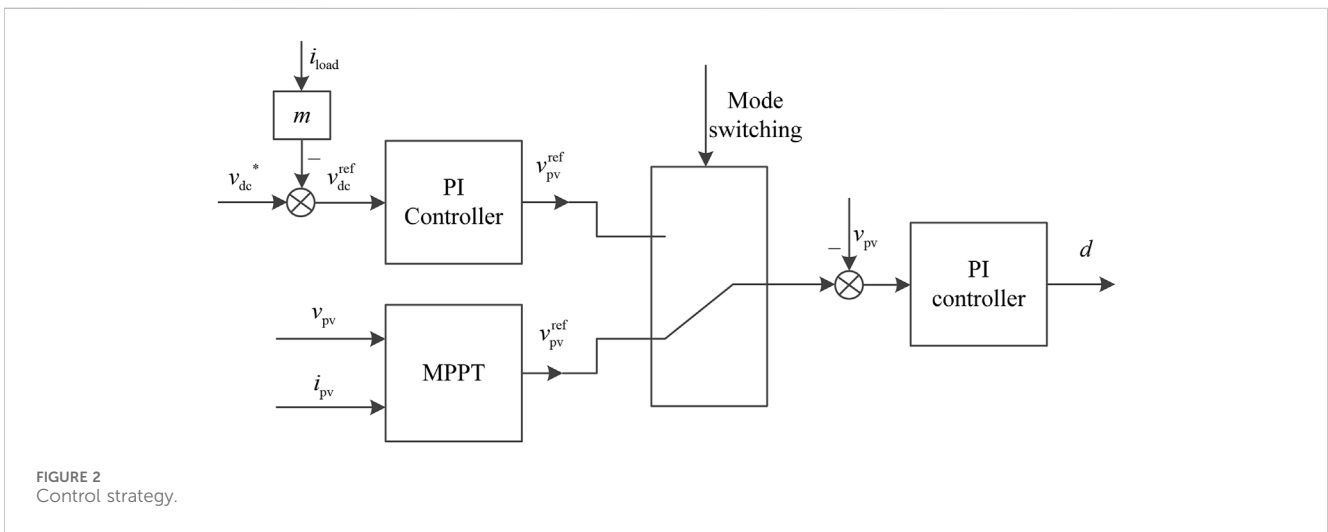 i_load
m
−
v_dc*
v_dc^ref
PI
Controller
v_pv^ref
Mode
switching
−
v_pv
PI
controller
d
v_pv
i_pv
MPPT
v_pv^ref
FIGURE 2
Control strategy.